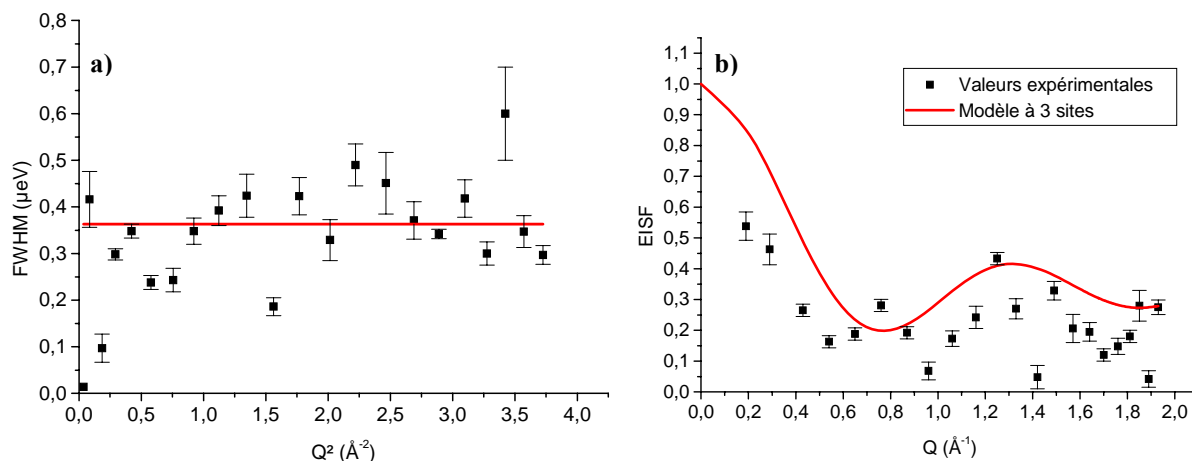 a)
0,8
0,7
0,6
0,5
0,4
0,3
0,2
0,1
0,0
FWHM (µeV)
0,0 0,5 1,0 1,5 2,0 2,5 3,0 3,5 4,0
Q² (Å⁻²)
b)
1,1
1,0
0,9
0,8
0,7
0,6
0,5
0,4
0,3
0,2
0,1
0,0
EISF
Valeurs expérimentales
Modèle à 3 sites
0,0 0,2 0,4 0,6 0,8 1,0 1,2 1,4 1,6 1,8 2,0
Q (Å⁻¹)